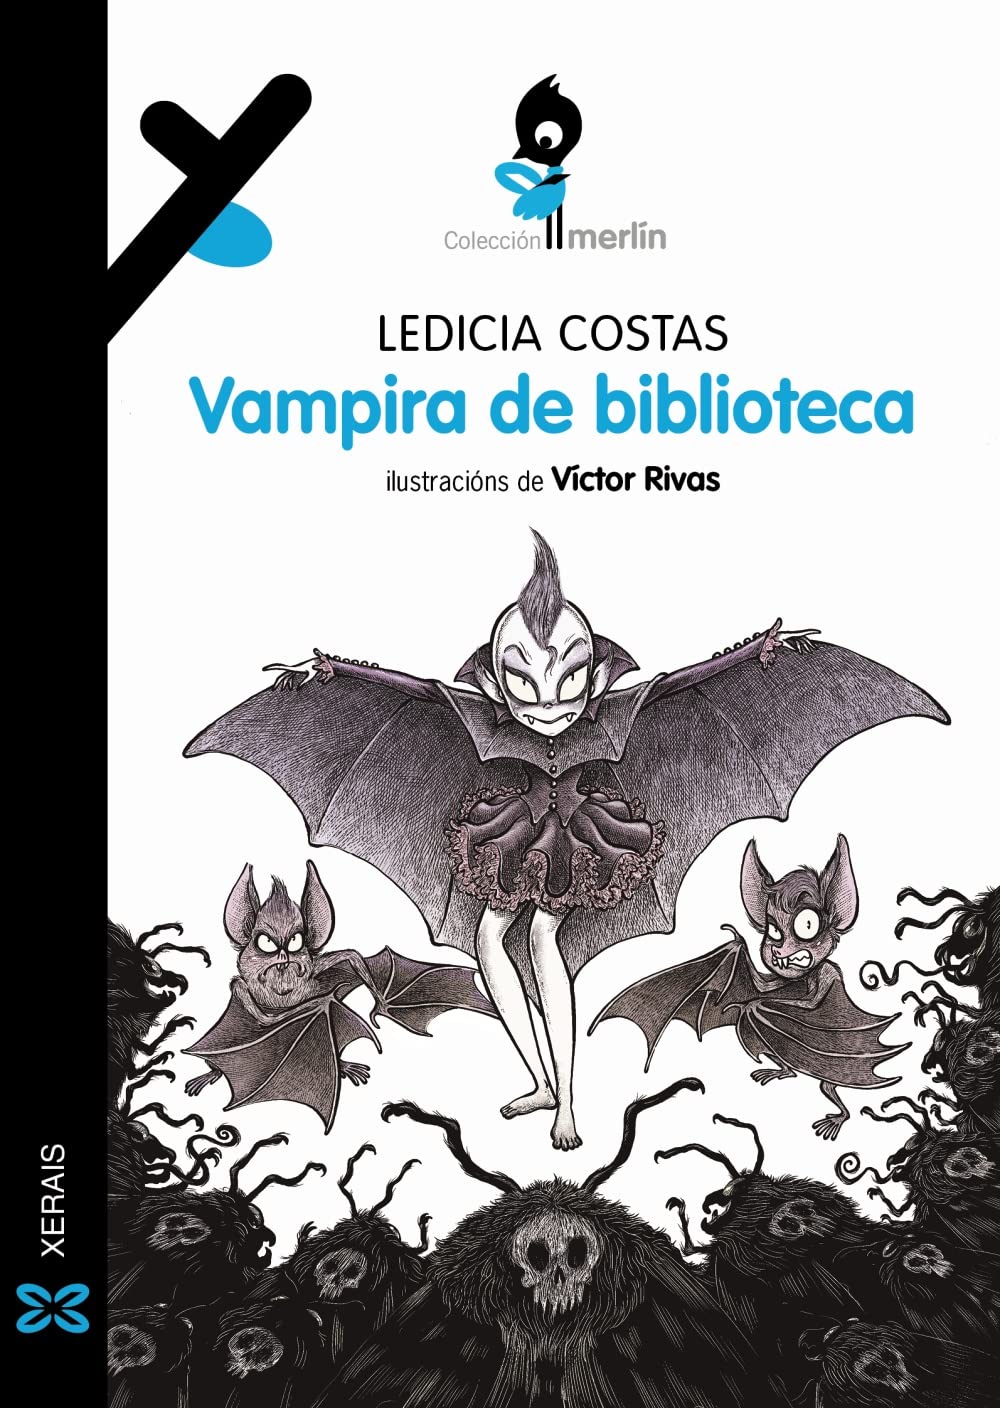 Colección merlín
LEDICIA COSTAS
Vampira de biblioteca
ilustracións de Víctor Rivas
XERAIS